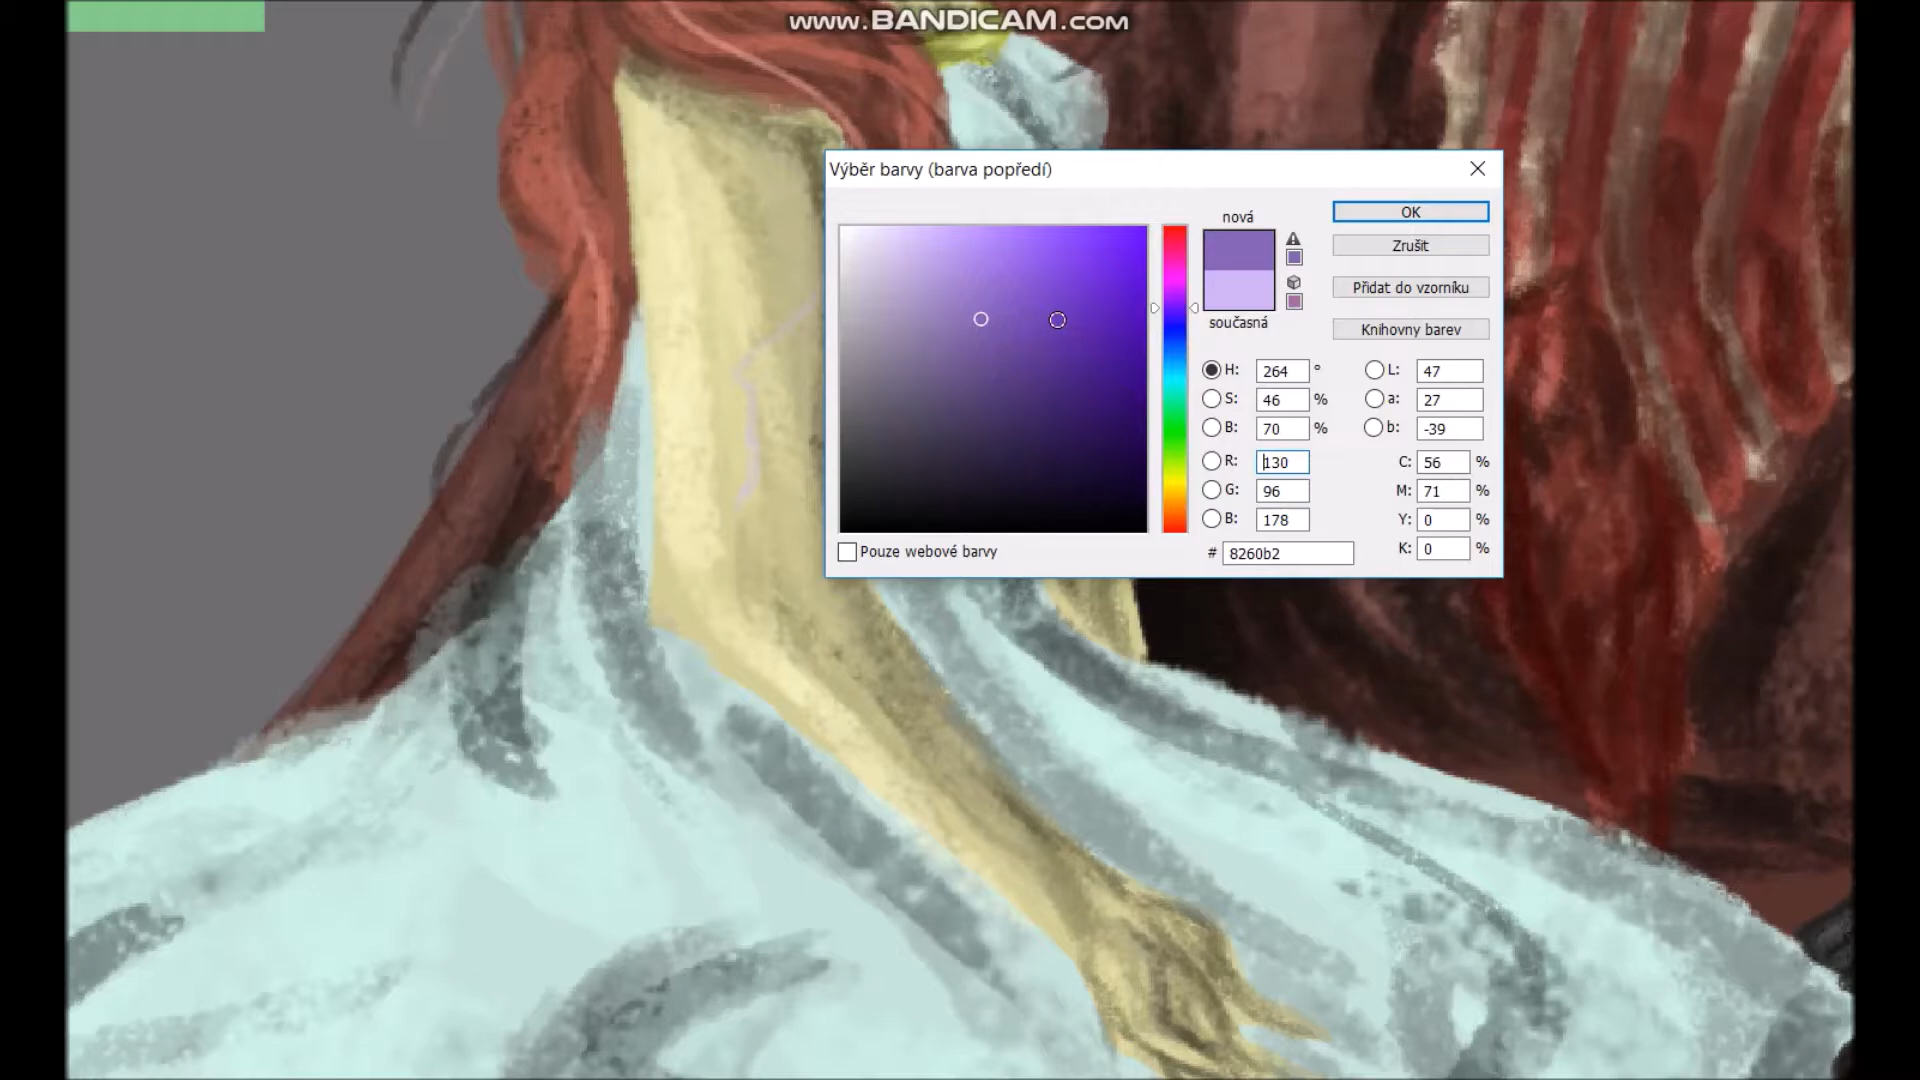 www.BANDICAM.com
Výběr barvy (barva popředí)
nová
současná
OK
Zrušit
Přidat do vzorníku
Knihovny barev
H: 264 °
S: 46 %
B: 70 %
R: 130
G: 96
B: 178
# 8260b2
L: 47
a: 27
b: -39
C: 56 %
M: 71 %
Y: 0 %
K: 0 %
Pouze webové barvy